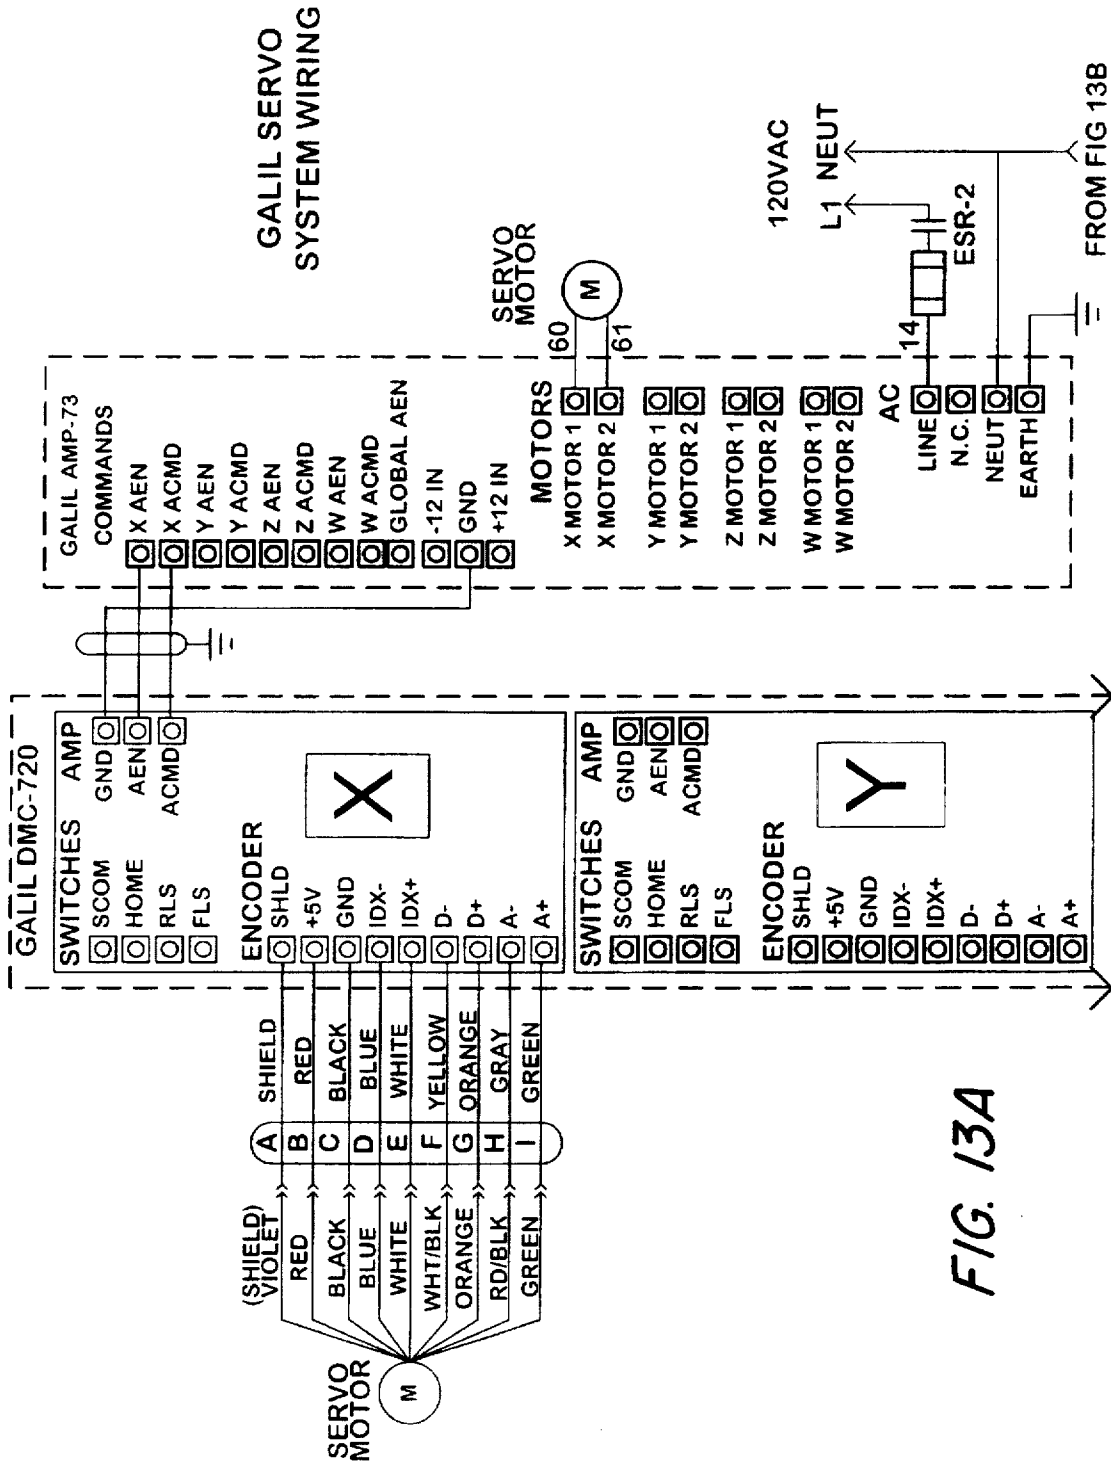 GALIL SERVO
SYSTEM WIRING
GALIL DMC-720
SWITCHES
SCOM
HOME
RLS
FLS
AMP
GND
AEN
ACMD
X
ENCODER
SHLD
+5V
GND
IDX-
IDX+
D-
D+
A-
A+
SHIELD
RED
BLACK
BLUE
WHITE
YELLOW
ORANGE
GRAY
GREEN
A
B
C
D
E
F
G
H
I
(SHIELD)
VIOLET
RED
BLACK
BLUE
WHITE
WHT/BLK
ORANGE
RD/BLK
GREEN
SERVO
MOTOR
M
SWITCHES
SCOM
HOME
RLS
FLS
AMP
GND
AEN
ACMD
Y
ENCODER
SHLD
+5V
GND
IDX-
IDX+
D-
D+
A-
A+
GALIL AMP-73
COMMANDS
X AEN
X ACMD
Y AEN
Y ACMD
Z AEN
Z ACMD
W AEN
W ACMD
GLOBAL AEN
-12 IN
GND
+12 IN
MOTORS
X MOTOR 1
X MOTOR 2
Y MOTOR 1
Y MOTOR 2
Z MOTOR 1
Z MOTOR 2
W MOTOR 1
W MOTOR 2
AC
LINE
N.C.
NEUT
EARTH
SERVO
MOTOR
60
61
M
14
ESR-2
120VAC
L1 NEUT
FROM FIG 13B
FIG. 13A